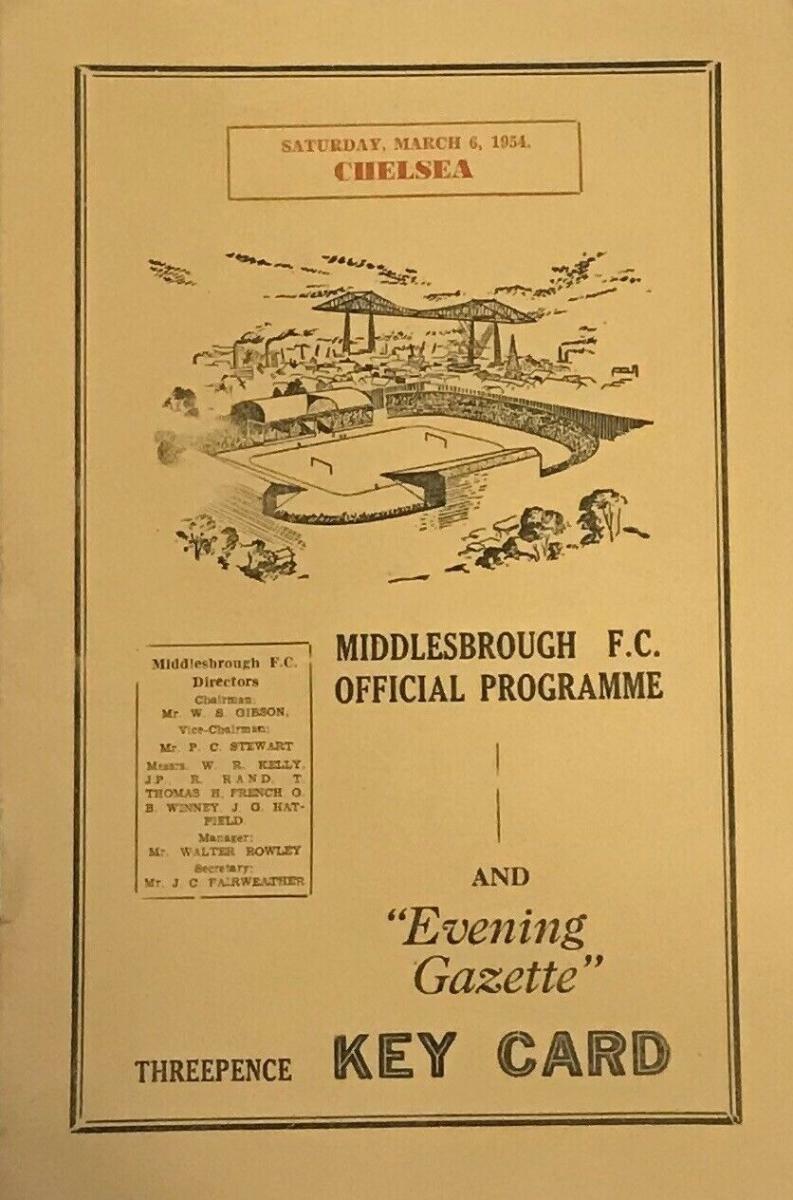 SATURDAY, MARCH 6, 1954.
CHELSEA
MIDDLESBROUGH F.C.
OFFICIAL PROGRAMME
Middlesbrough F.C.
Directors
Chairman:
Mr. W. S. GIBSON,
Vice-Chairman:
Mr. P. C. STEWART
Messrs. W. R. KELLY,
J.P. R. RAND, T.
THOMAS H. FRENCH G.
B. WINNEY J. G. HAT-
FIELD
Manager:
Mr. WALTER ROWLEY
Secretary:
Mr. J C FAIRWEATHER
AND
"Evening
Gazette"
THREEPENCE KEY CARD